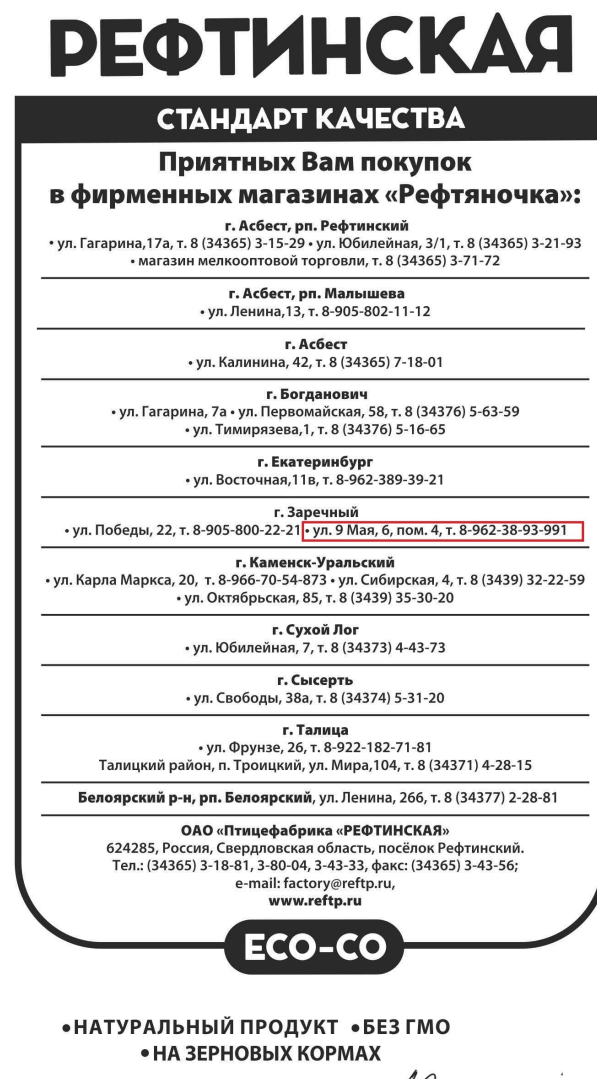 РЕФТИНСКАЯ
СТАНДАРТ КАЧЕСТВА
Приятных Вам покупок
в фирменных магазинах «Рефтяночка»:
г. Асбест, рп. Рефтинский
• ул. Гагарина,17а, т. 8 (34365) 3-15-29 • ул. Юбилейная, 3/1, т. 8 (34365) 3-21-93
• магазин мелкооптовой торговли, т. 8 (34365) 3-71-72
г. Асбест, рп. Малышева
• ул. Ленина,13, т. 8-905-802-11-12
г. Асбест
• ул. Калинина, 42, т. 8 (34365) 7-18-01
г. Богданович
• ул. Гагарина, 7а • ул. Первомайская, 58, т. 8 (34376) 5-63-59
• ул. Тимирязева,1, т. 8 (34376) 5-16-65
г. Екатеринбург
• ул. Восточная,11в, т. 8-962-389-39-21
г. Заречный
• ул. Победы, 22, т. 8-905-800-22-21 • ул. 9 Мая, 6, пом. 4, т. 8-962-38-93-991
г. Каменск-Уральский
• ул. Карла Маркса, 20, т. 8-966-70-54-873 • ул. Сибирская, 4, т. 8 (3439) 32-22-59
• ул. Октябрьская, 85, т. 8 (3439) 35-30-20
г. Сухой Лог
• ул. Юбилейная, 7, т. 8 (34373) 4-43-73
г. Сысерть
• ул. Свободы, 38а, т. 8 (34374) 5-31-20
г. Талица
• ул. Фрунзе, 26, т. 8-922-182-71-81
Талицкий район, п. Троицкий, ул. Мира,104, т. 8 (34371) 4-28-15
Белоярский р-н, рп. Белоярский, ул. Ленина, 266, т. 8 (34377) 2-28-81
ОАО «Птицефабрика «РЕФТИНСКАЯ»
624285, Россия, Свердловская область, посёлок Рефтинский.
Тел.: (34365) 3-18-81, 3-80-04, 3-43-33, факс: (34365) 3-43-56;
e-mail: factory@reftp.ru,
www.reftp.ru
ECO-CO
•НАТУРАЛЬНЫЙ ПРОДУКТ •БЕЗ ГМО
•НА ЗЕРНОВЫХ КОРМАХ